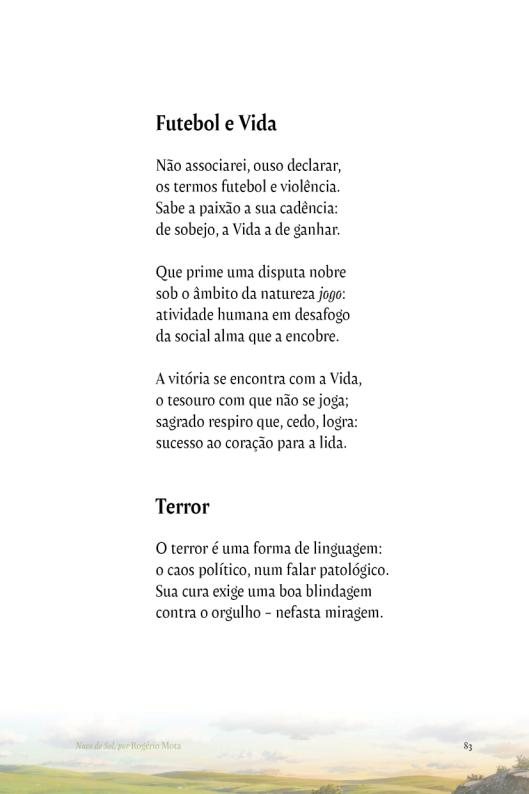 Futebol e Vida
Não associarei, ouso declarar,
os termos futebol e violência.
Sabe a paixão a sua cadência:
de sobejo, a Vida a de ganhar.
Que prime uma disputa nobre
sob o âmbito da natureza jogo:
atividade humana em desafogo
da social alma que a encobre.
A vitória se encontra com a Vida,
o tesouro com que não se joga;
sagrado respiro que, cedo, logra:
sucesso ao coração para a lida.
Terror
O terror é uma forma de linguagem:
o caos político, num falar patológico.
Sua cura exige uma boa blindagem
contra o orgulho – nefasta miragem.
de Sol, por Rogério Mota
83